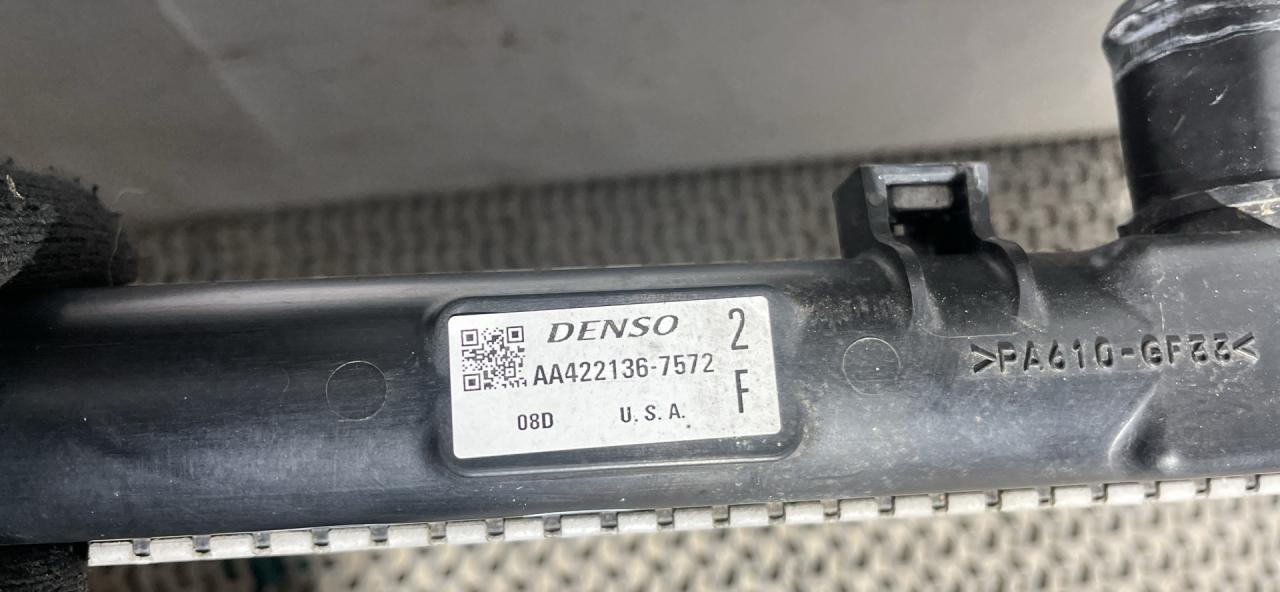 DENSO
2
AA422136-7572
F
08D U.S.A.
>PA610-GF33<